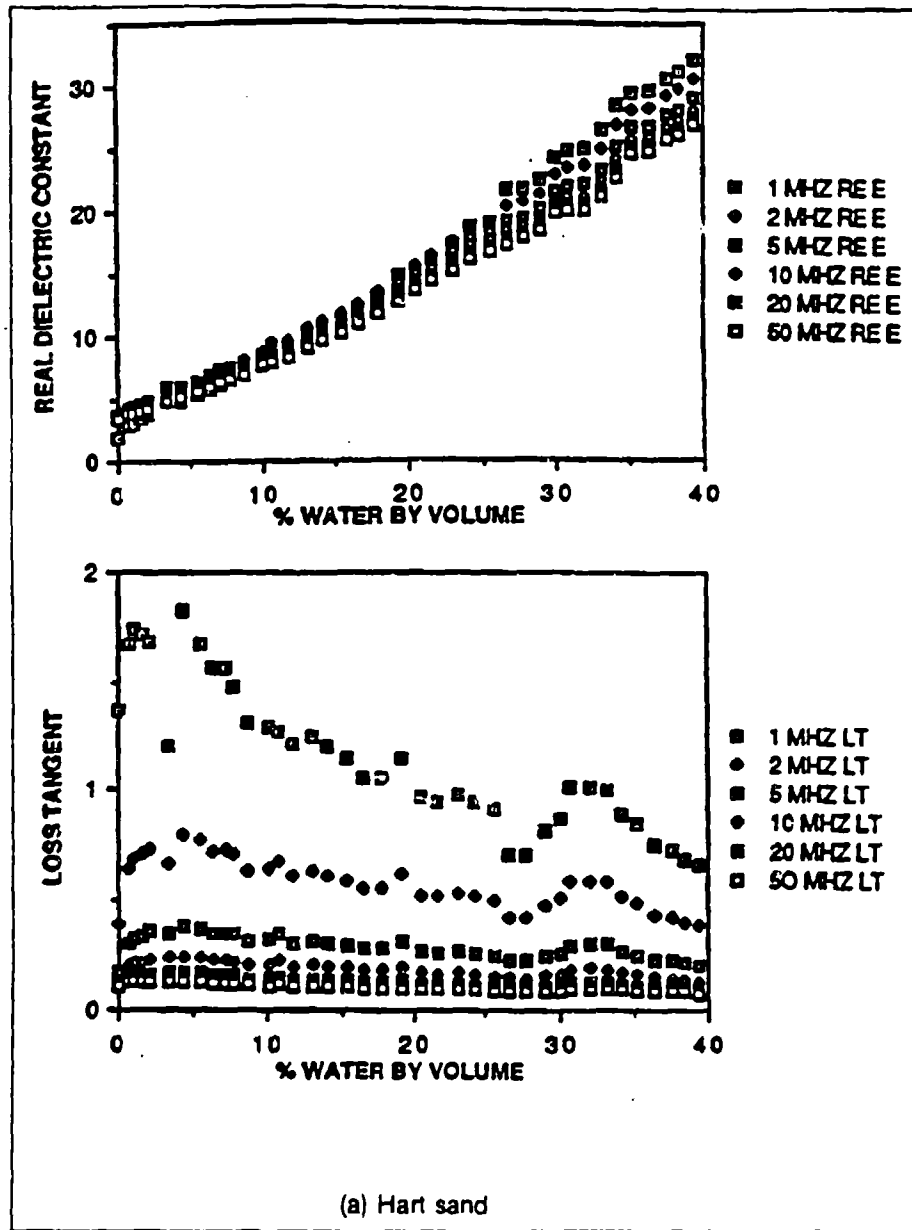 REAL DIELECTRIC CONSTANT
30
20
10
0
0 10 20 30 40
% WATER BY VOLUME
1 MHZ RE E
2 MHZ RE E
5 MHZ RE E
10 MHZ RE E
20 MHZ RE E
50 MHZ RE E
LOSS TANGENT
2
1
0
0 10 20 30 40
% WATER BY VOLUME
1 MHZ LT
2 MHZ LT
5 MHZ LT
10 MHZ LT
20 MHZ LT
50 MHZ LT
(a) Hart sand